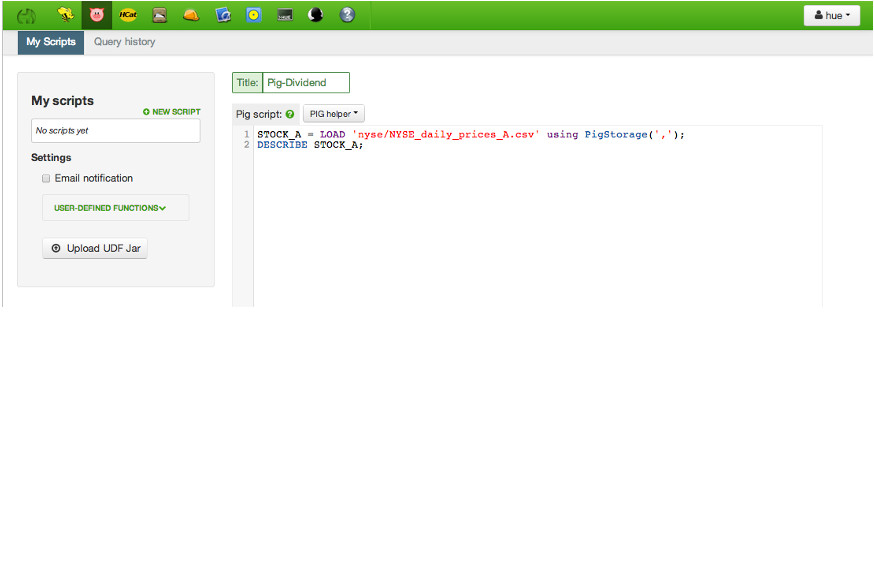 HCat
hue
My Scripts Query history
My scripts
NEW SCRIPT
No scripts yet
Settings
Email notification
USER-DEFINED FUNCTIONS
Upload UDF Jar
Title: Pig-Dividend
Pig script: ? PIG helper
1 STOCK_A = LOAD 'nyse/NYSE_daily_prices_A.csv' using PigStorage(',');
2 DESCRIBE STOCK_A;